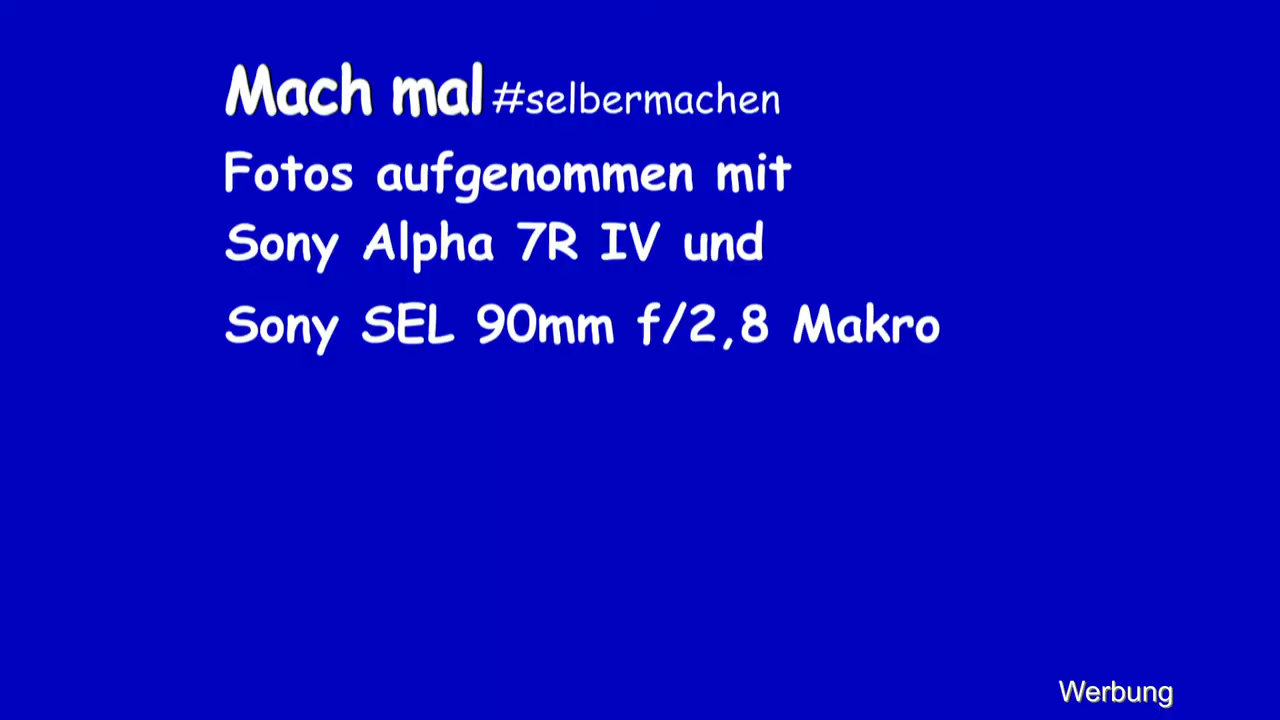 Mach mal #selbermachen
Fotos aufgenommen mit
Sony Alpha 7R IV und
Sony SEL 90mm f/2,8 Makro
Werbung